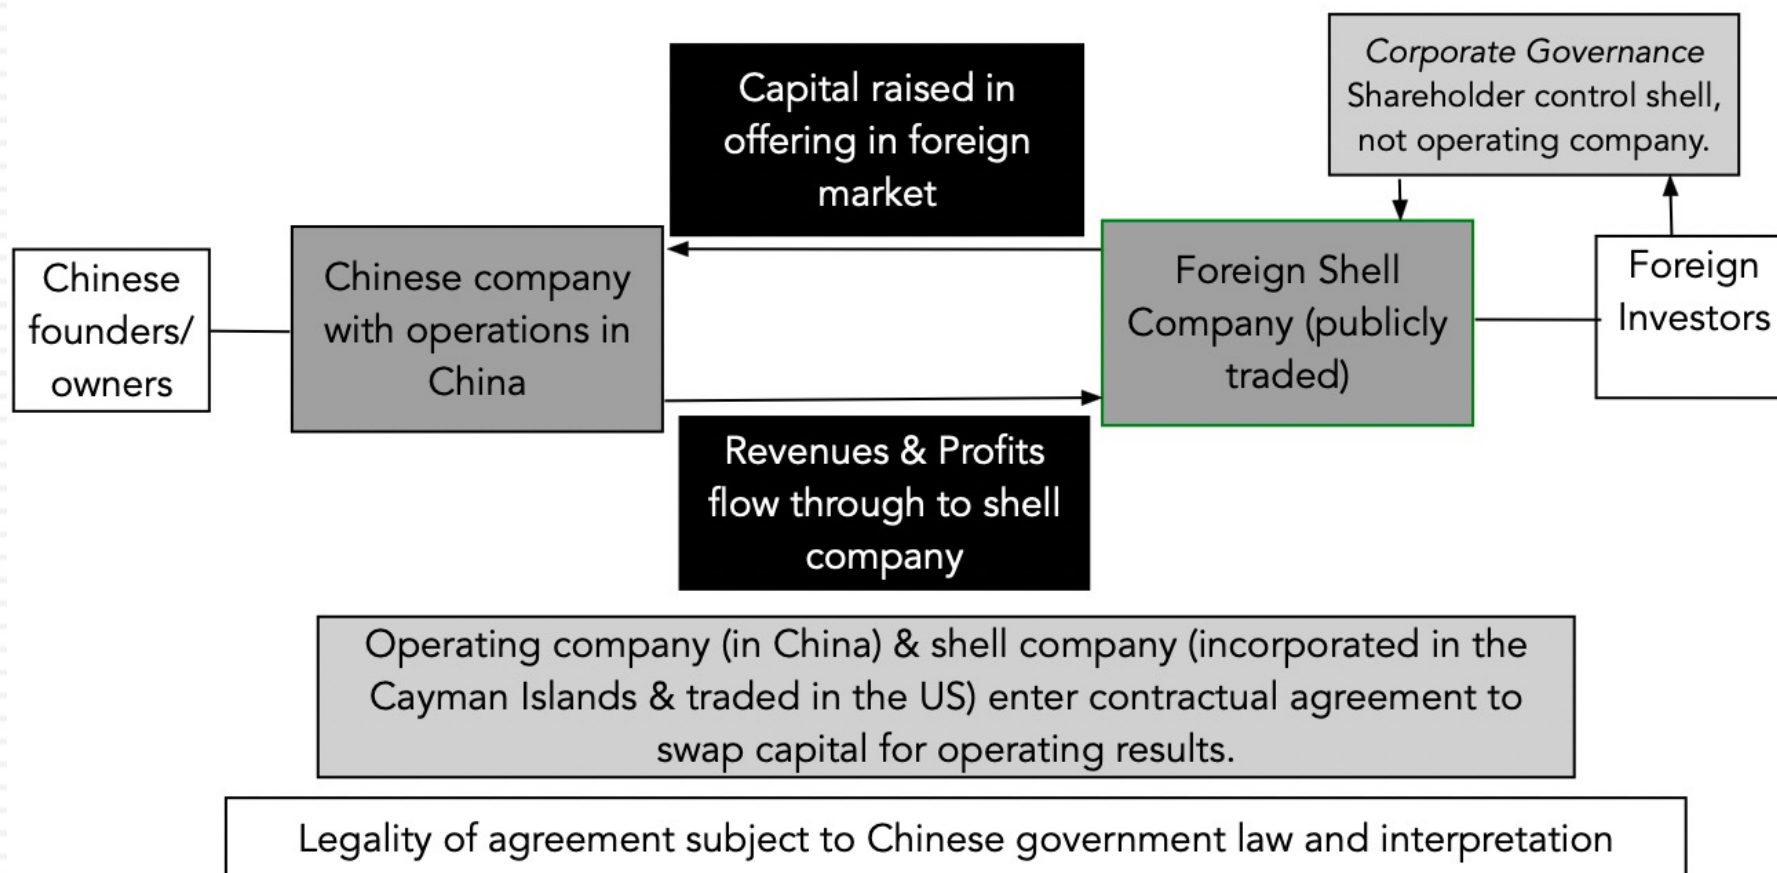 Corporate Governance
Shareholder control shell,
not operating company.
Capital raised in
offering in foreign
market
Chinese
founders/
owners
Chinese company
with operations in
China
Foreign Shell
Company (publicly
traded)
Foreign
Investors
Revenues & Profits
flow through to shell
company
Operating company (in China) & shell company (incorporated in the
Cayman Islands & traded in the US) enter contractual agreement to
swap capital for operating results.
Legality of agreement subject to Chinese government law and interpretation